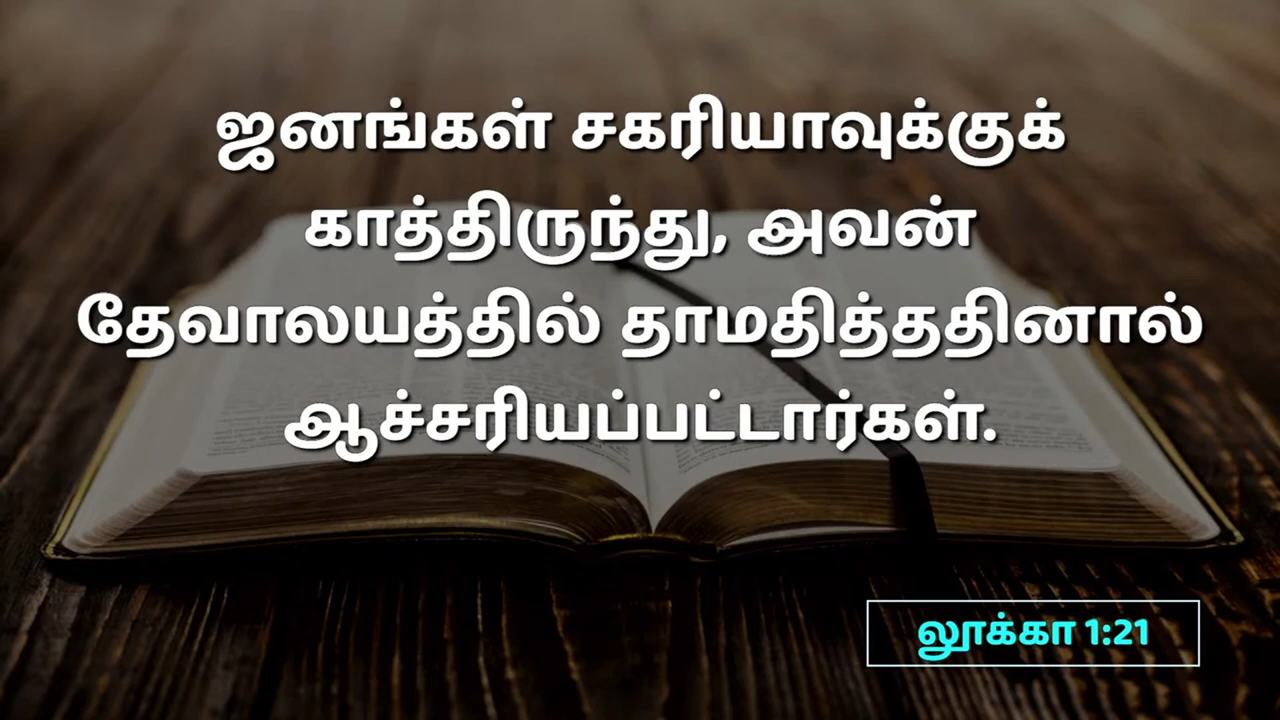 ஜனங்கள் சகரியாவுக்குக்
காத்திருந்து, அவன்
தேவாலயத்தில் தாமதித்ததினால்
ஆச்சரியப்பட்டார்கள்.
லூக்கா 1:21